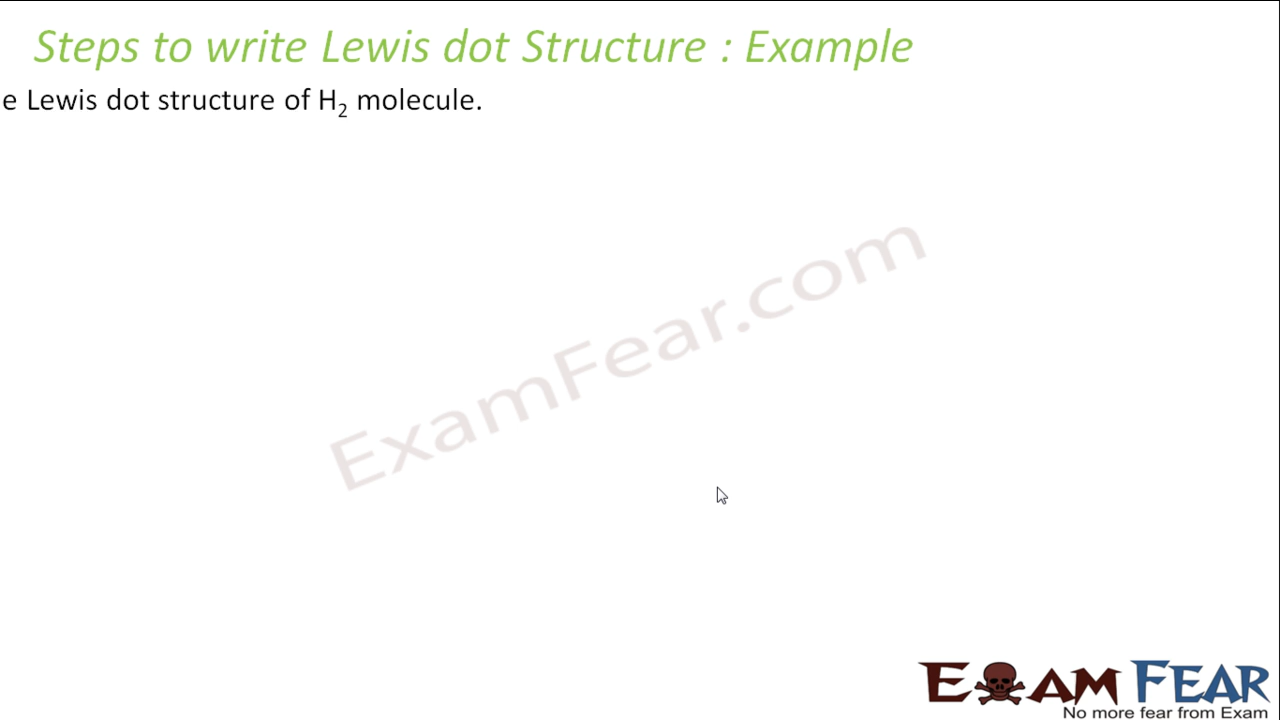 Steps to write Lewis dot Structure : Example
e Lewis dot structure of H₂ molecule.
ExamFear.com
EXAM FEAR
No more fear from Exam